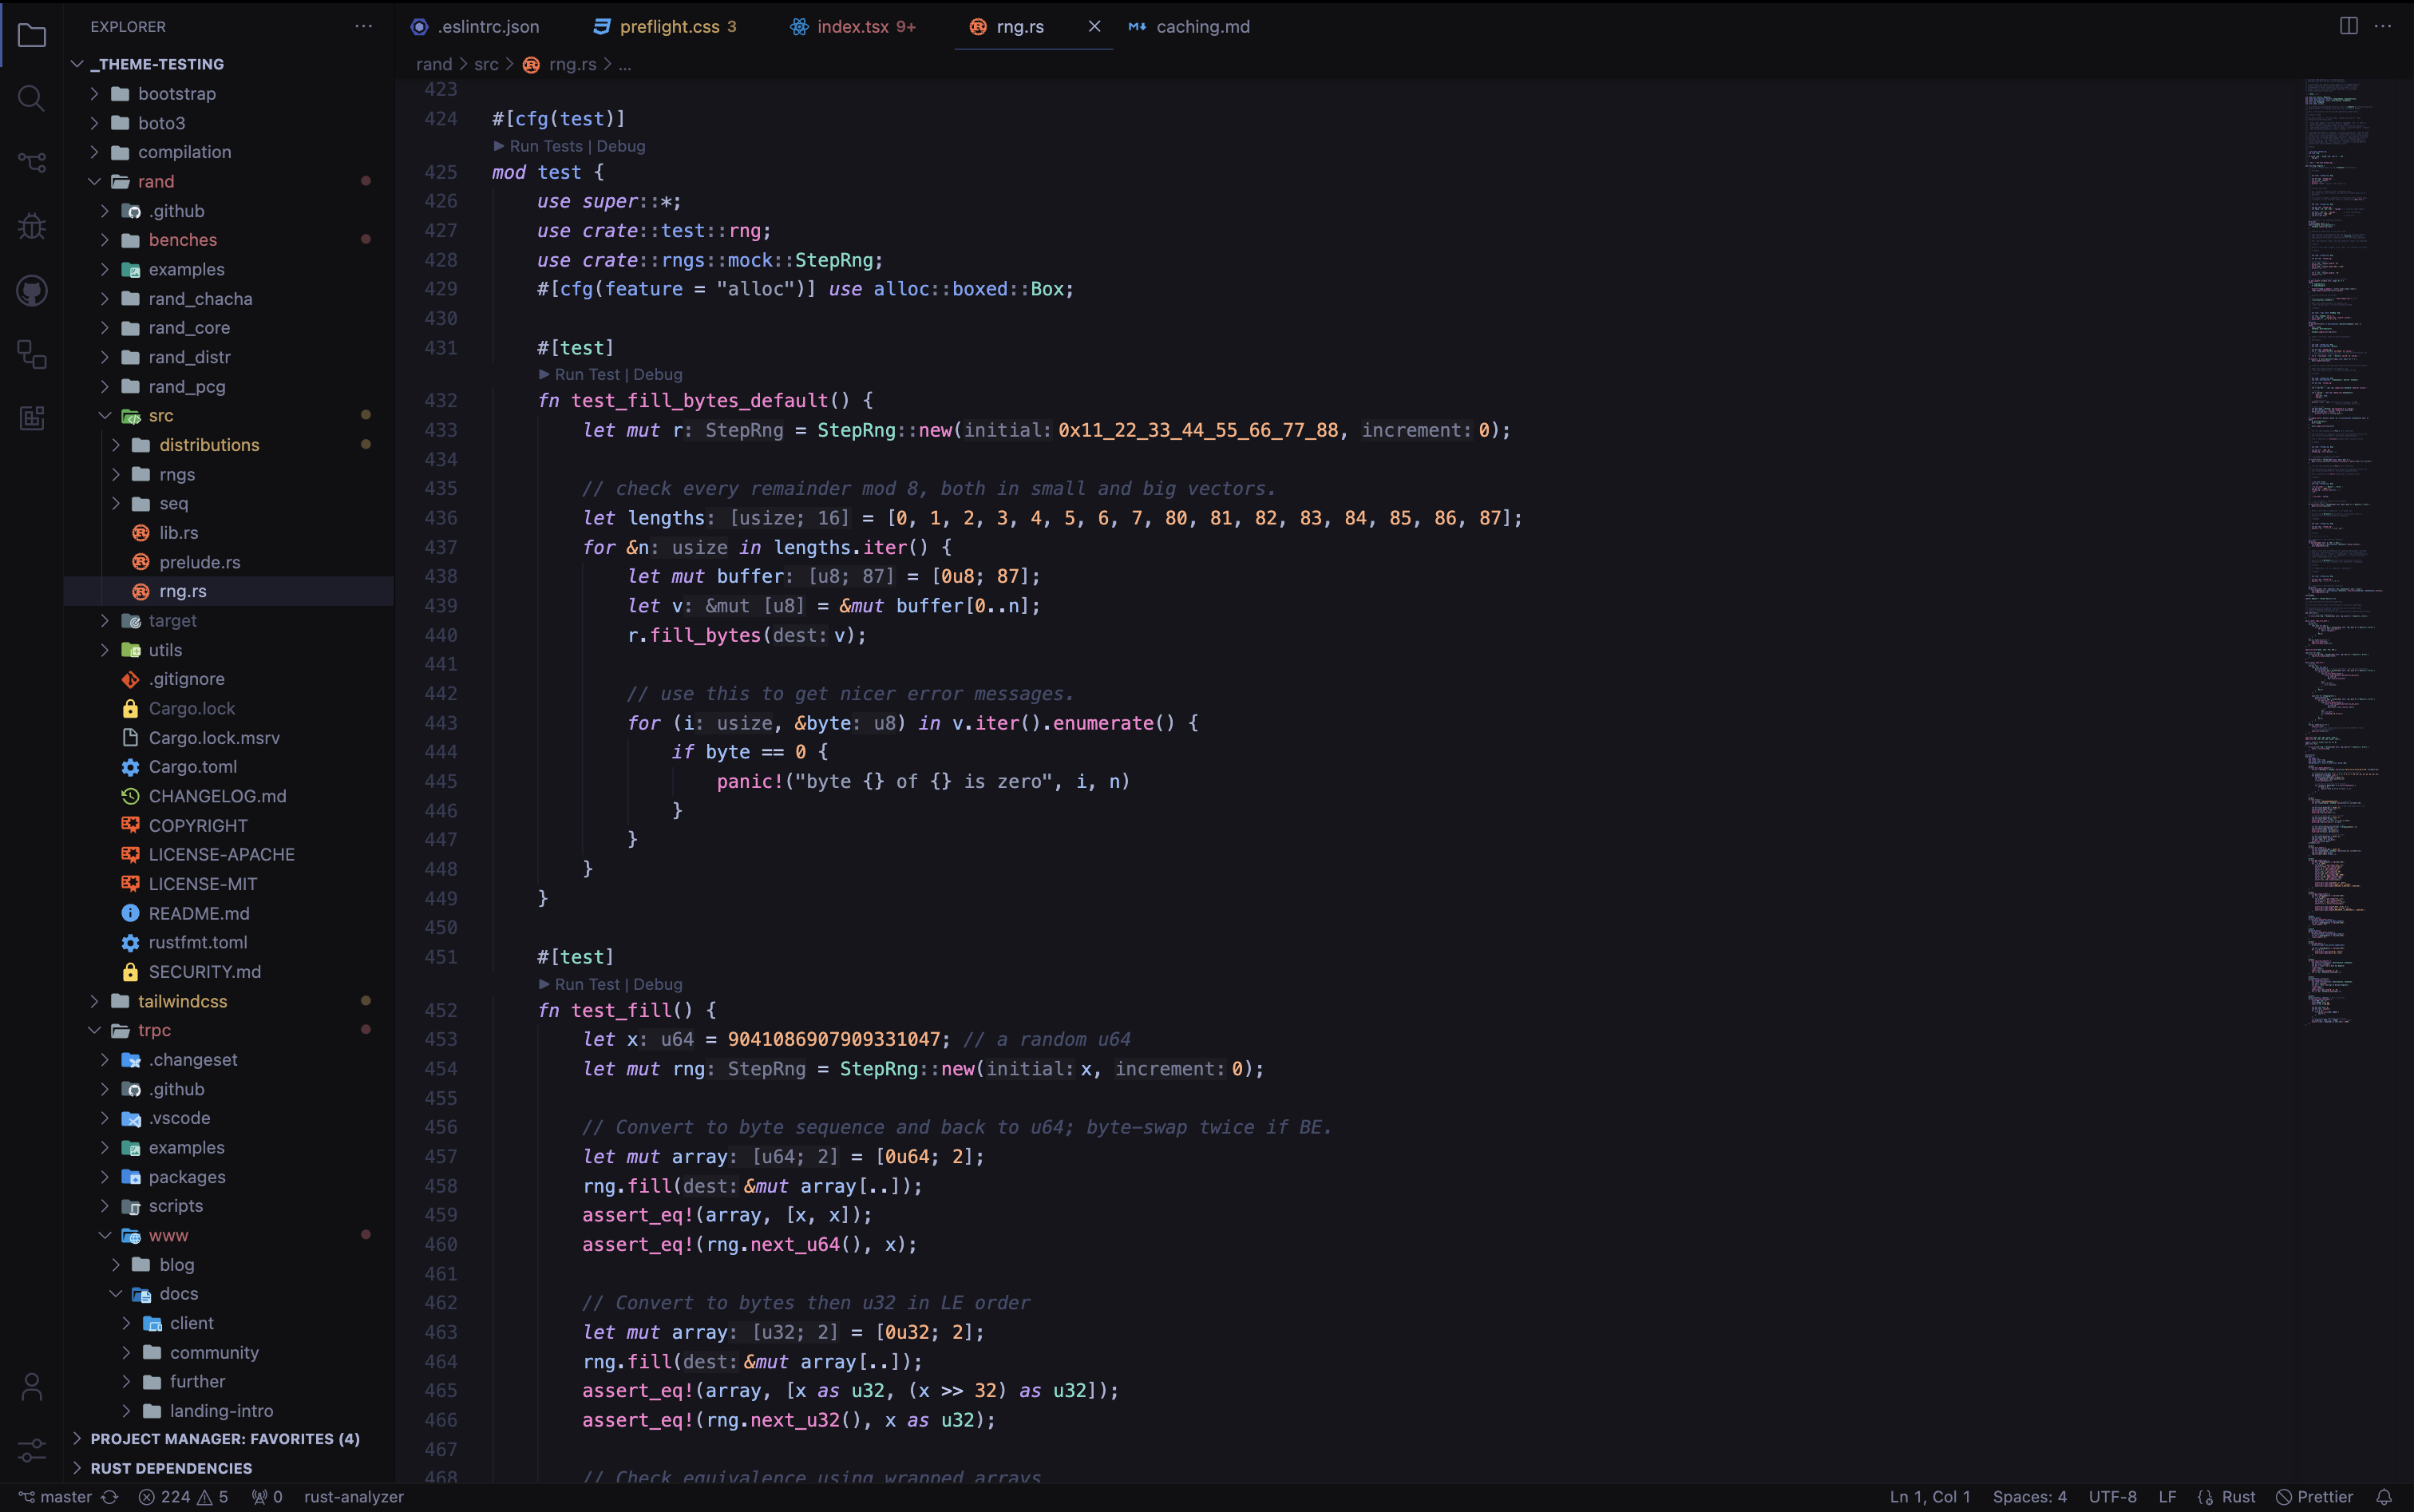 EXPLORER
_THEME-TESTING
bootstrap
boto3
compilation
rand
.github
benches
examples
rand_chacha
rand_core
rand_distr
rand_pcg
src
distributions
rngs
seq
lib.rs
prelude.rs
rng.rs
target
utils
.gitignore
Cargo.lock
Cargo.lock.msrv
Cargo.toml
CHANGELOG.md
COPYRIGHT
LICENSE-APACHE
LICENSE-MIT
README.md
rustfmt.toml
SECURITY.md
tailwindcss
trpc
.changeset
.github
.vscode
examples
packages
scripts
www
blog
docs
client
community
further
landing-intro
PROJECT MANAGER: FAVORITES (4)
RUST DEPENDENCIES
.eslintrc.json preflight.css 3 index.tsx 9+ rng.rs caching.md
rand > src > rng.rs > ...
423
424 #[cfg(test)]
Run Tests | Debug
425 mod test {
426 use super::*;
427 use crate::test::rng;
428 use crate::rngs::mock::StepRng;
429 #[cfg(feature = "alloc")] use alloc::boxed::Box;
430
431 #[test]
Run Test | Debug
432 fn test_fill_bytes_default() {
433 let mut r: StepRng = StepRng::new(initial: 0x11_22_33_44_55_66_77_88, increment: 0);
434
435 // check every remainder mod 8, both in small and big vectors.
436 let lengths: [usize; 16] = [0, 1, 2, 3, 4, 5, 6, 7, 80, 81, 82, 83, 84, 85, 86, 87];
437 for &n: usize in lengths.iter() {
438 let mut buffer: [u8; 87] = [0u8; 87];
439 let v: &mut [u8] = &mut buffer[0..n];
440 r.fill_bytes(dest: v);
441
442 // use this to get nicer error messages.
443 for (i: usize, &byte: u8) in v.iter().enumerate() {
444 if byte == 0 {
445 panic!("byte {} of {} is zero", i, n)
446 }
447 }
448 }
449 }
450
451 #[test]
Run Test | Debug
452 fn test_fill() {
453 let x: u64 = 9041086907909331047; // a random u64
454 let mut rng: StepRng = StepRng::new(initial: x, increment: 0);
455
456 // Convert to byte sequence and back to u64; byte-swap twice if BE.
457 let mut array: [u64; 2] = [0u64; 2];
458 rng.fill(dest: &mut array[..]);
459 assert_eq!(array, [x, x]);
460 assert_eq!(rng.next_u64(), x);
461
462 // Convert to bytes then u32 in LE order
463 let mut array: [u32; 2] = [0u32; 2];
464 rng.fill(dest: &mut array[..]);
465 assert_eq!(array, [x as u32, (x >> 32) as u32]);
466 assert_eq!(rng.next_u32(), x as u32);
467
468 // Check equivalence using wrapped arrays
master 224 5 0 rust-analyzer Ln 1, Col 1 Spaces: 4 UTF-8 LF Rust Prettier